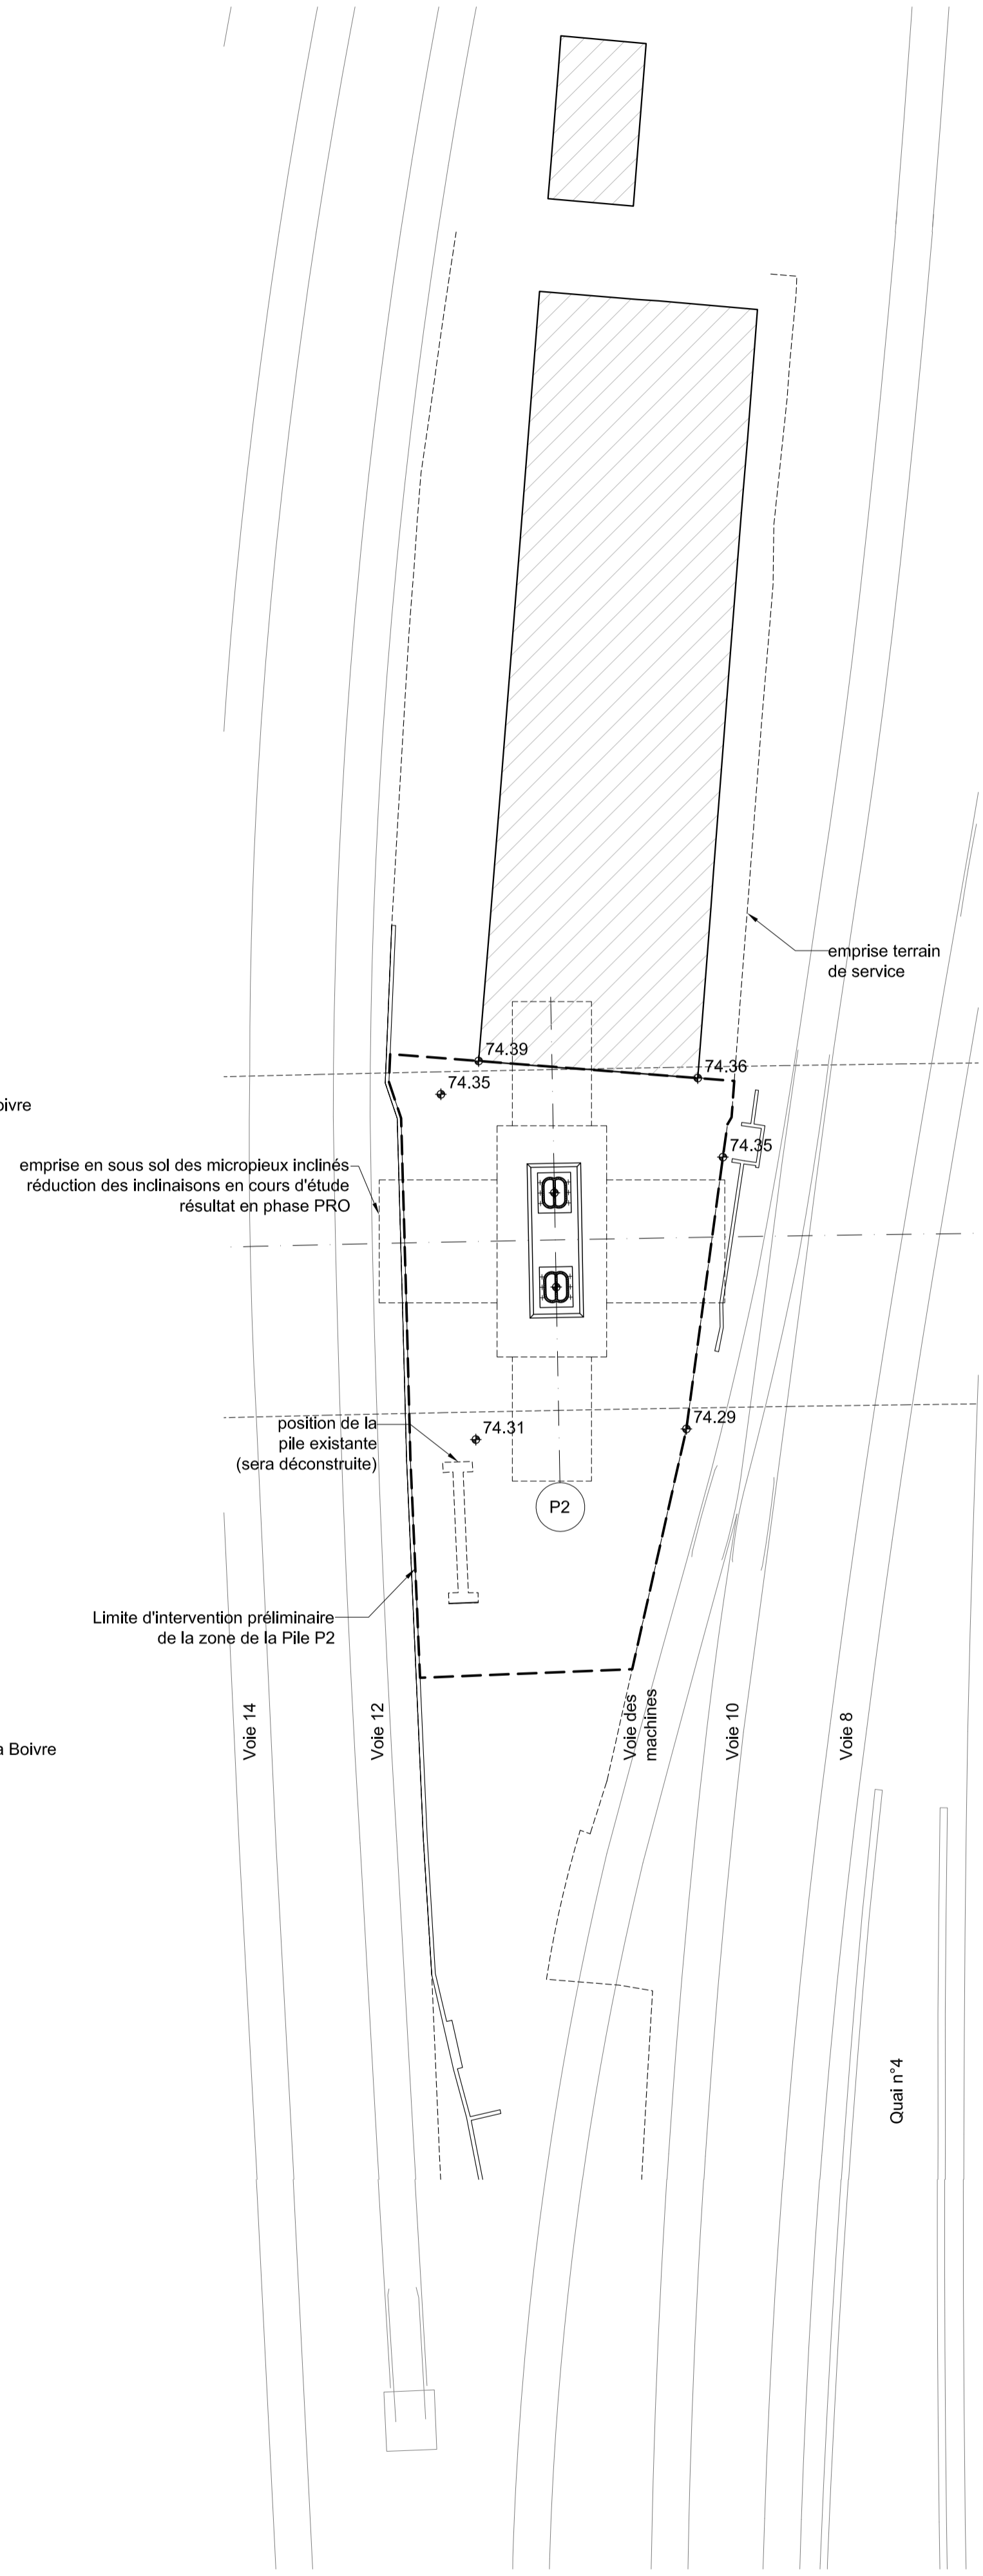 emprise terrain
de service
74.39
74.36
74.35
oivre
74.35
emprise en sous sol des micropieux inclinés
réduction des inclinaisons en cours d'étude
résultat en phase PRO
74.29
position de la
pile existante
(sera déconstruite)
74.31
P2
Limite d'intervention préliminaire
de la zone de la Pile P2
Voie 14
Voie 12
Voie des
machines
Voie 10
Voie 8
a Boivre
Quai n°4